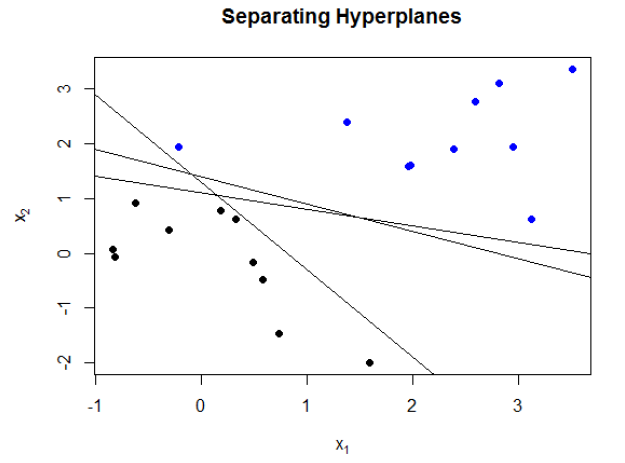 Separating Hyperplanes
3
2
1
0
-1
-2
x2
-1 0 1 2 3
x1